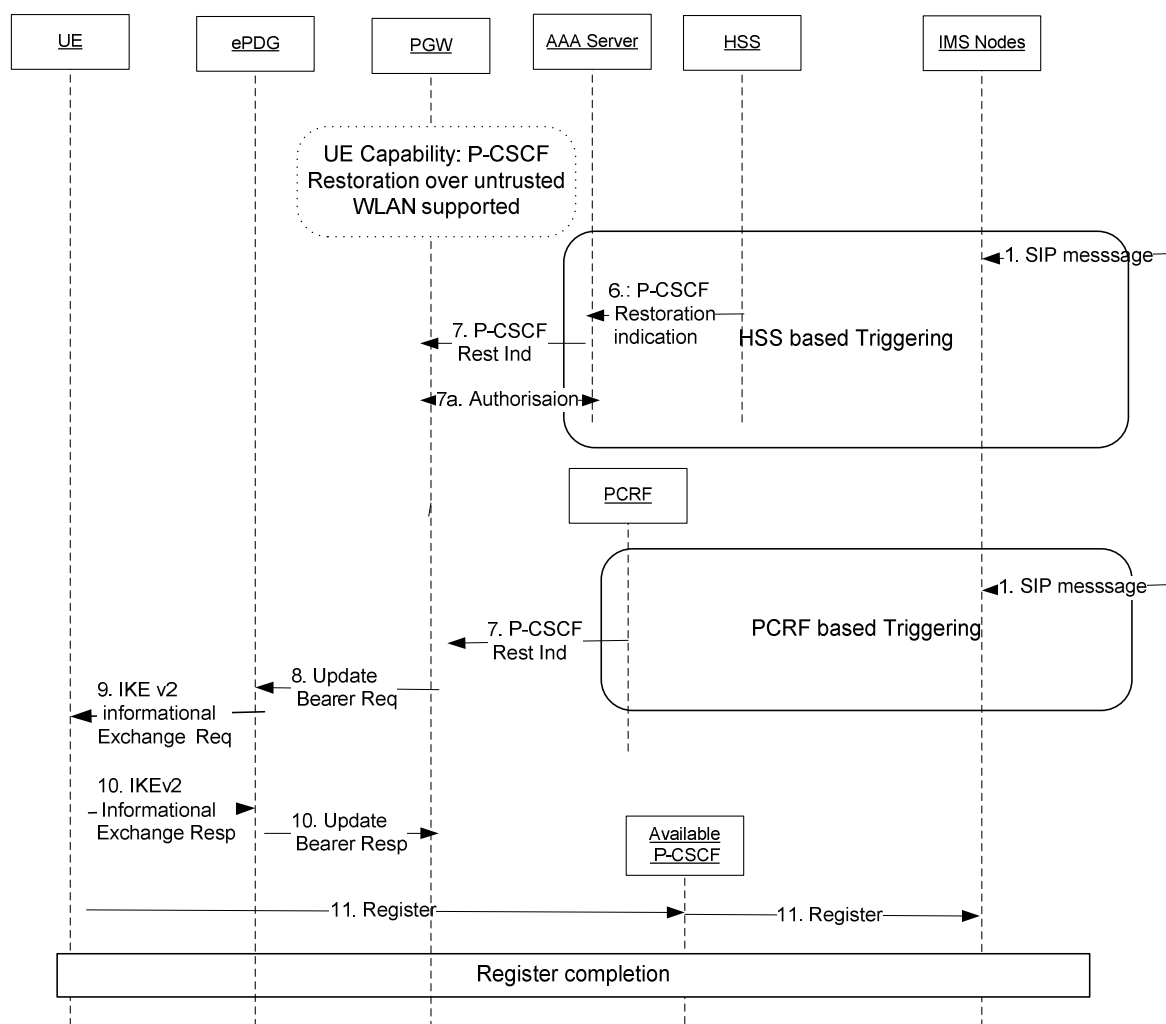 UE
ePDG
PGW
AAA Server
HSS
IMS Nodes
UE Capability: P-CSCF
Restoration over untrusted
WLAN supported
1. SIP messsage
6.: P-CSCF
Restoration
indication
7. P-CSCF
Rest Ind
HSS based Triggering
7a. Authorisaion
PCRF
1. SIP messsage
7. P-CSCF
Rest Ind
PCRF based Triggering
8. Update
Bearer Req
9. IKE v2
informational
Exchange Req
10. IKEv2
Informational
Exchange Resp
10. Update
Bearer Resp
Available
P-CSCF
11. Register
11. Register
Register completion